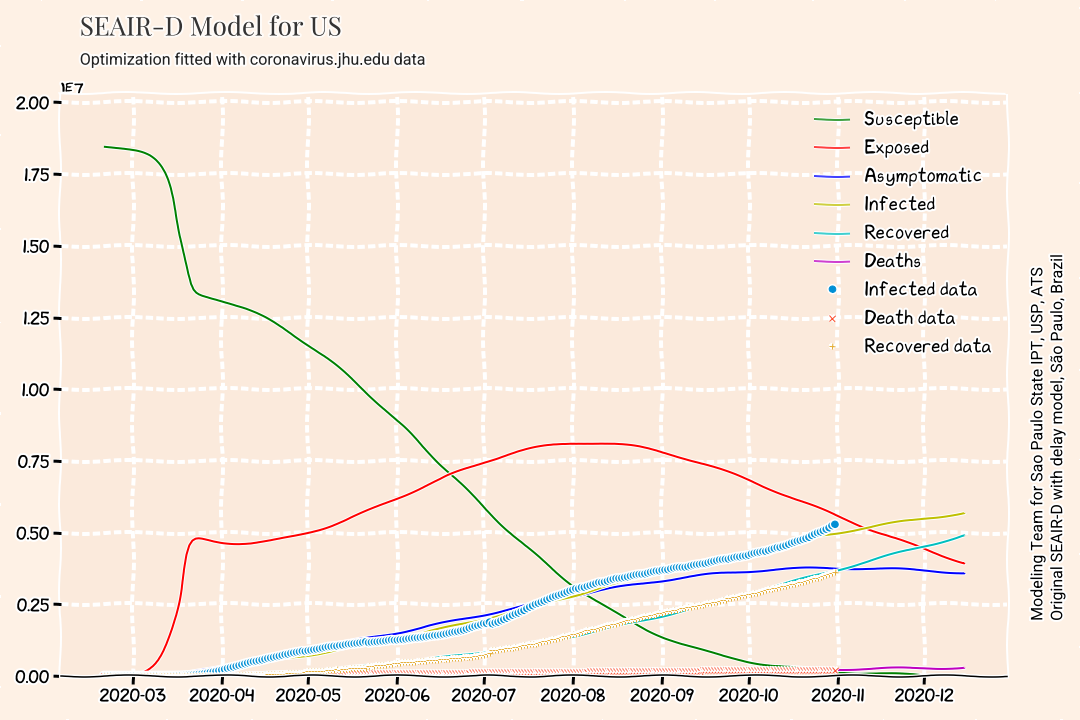 SEAIR-D Model for US
Optimization fitted with coronavirus.jhu.edu data
1E7
2.00
1.75
1.50
1.25
1.00
0.75
0.50
0.25
0.00
2020-03 2020-04 2020-05 2020-06 2020-07 2020-08 2020-09 2020-10 2020-11 2020-12
Susceptible
Exposed
Asymptomatic
Infected
Recovered
Deaths
Infected data
Death data
Recovered data
Modeling Team for Sao Paulo State IPT, USP, ATS
Original SEAIR-D with delay model, São Paulo, Brazil